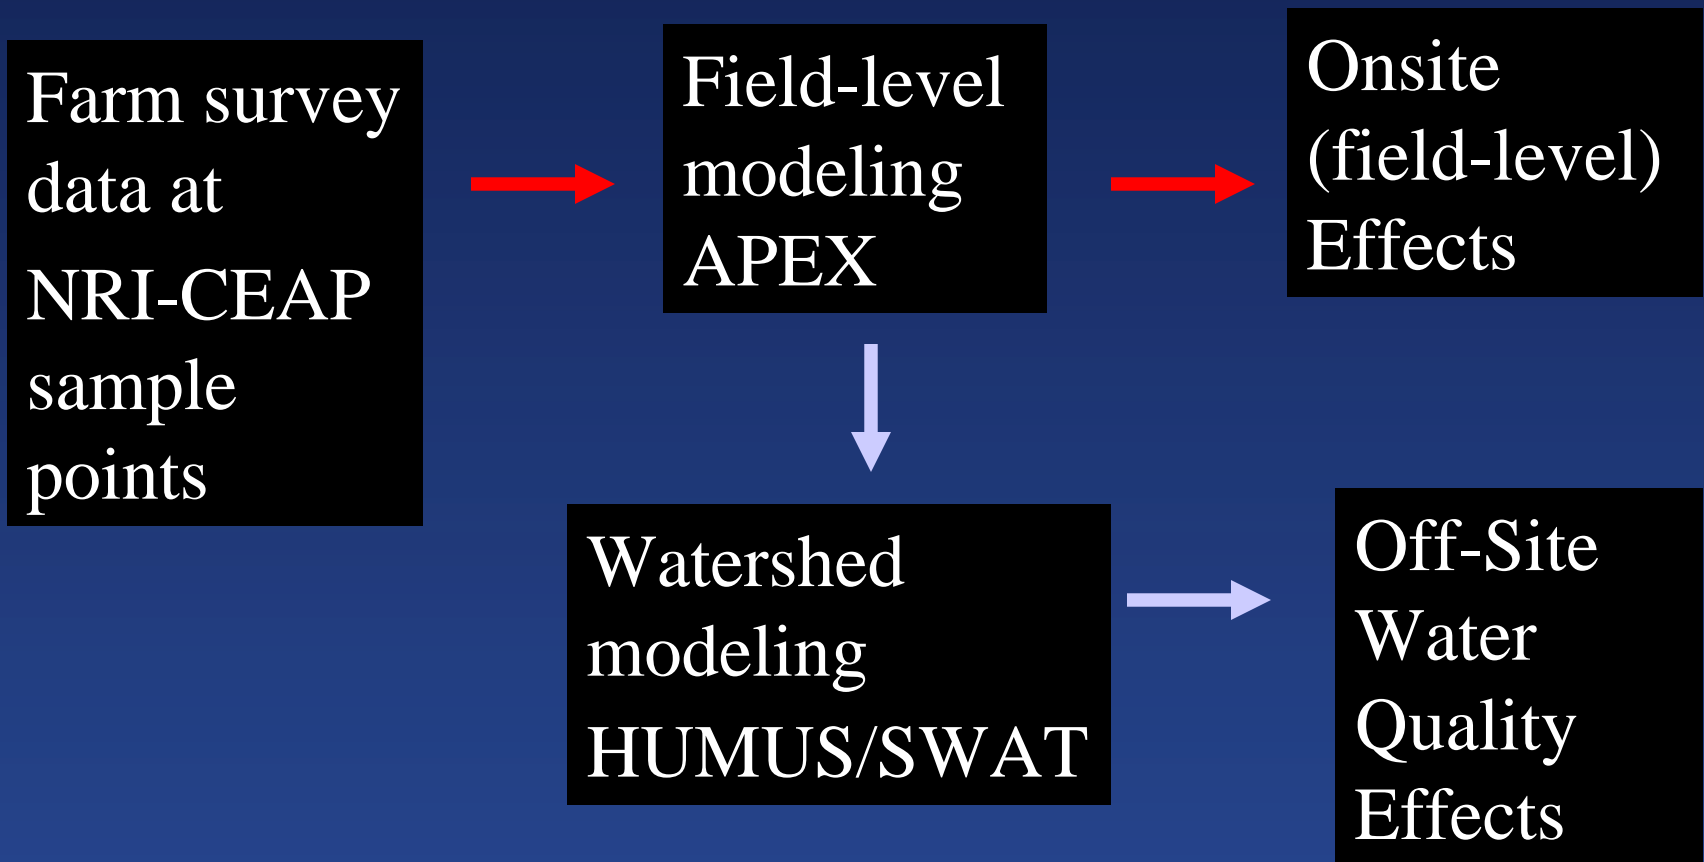 Farm survey
data at
NRI-CEAP
sample
points
Field-level
modeling
APEX
Onsite
(field-level)
Effects
Watershed
modeling
HUMUS/SWAT
Off-Site
Water
Quality
Effects